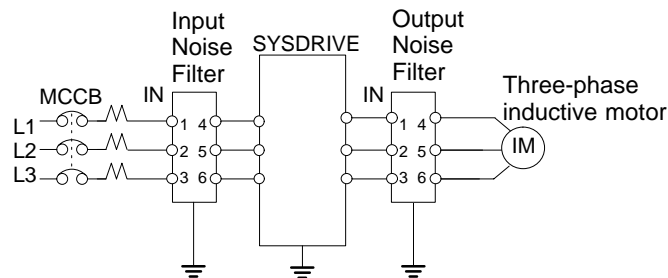 Input
Noise
Filter
SYSDRIVE
Output
Noise
Filter
MCCB
IN
IN
Three-phase
inductive motor
L1
1 4
1 4
L2
2 5
2 5
IM
L3
3 6
3 6